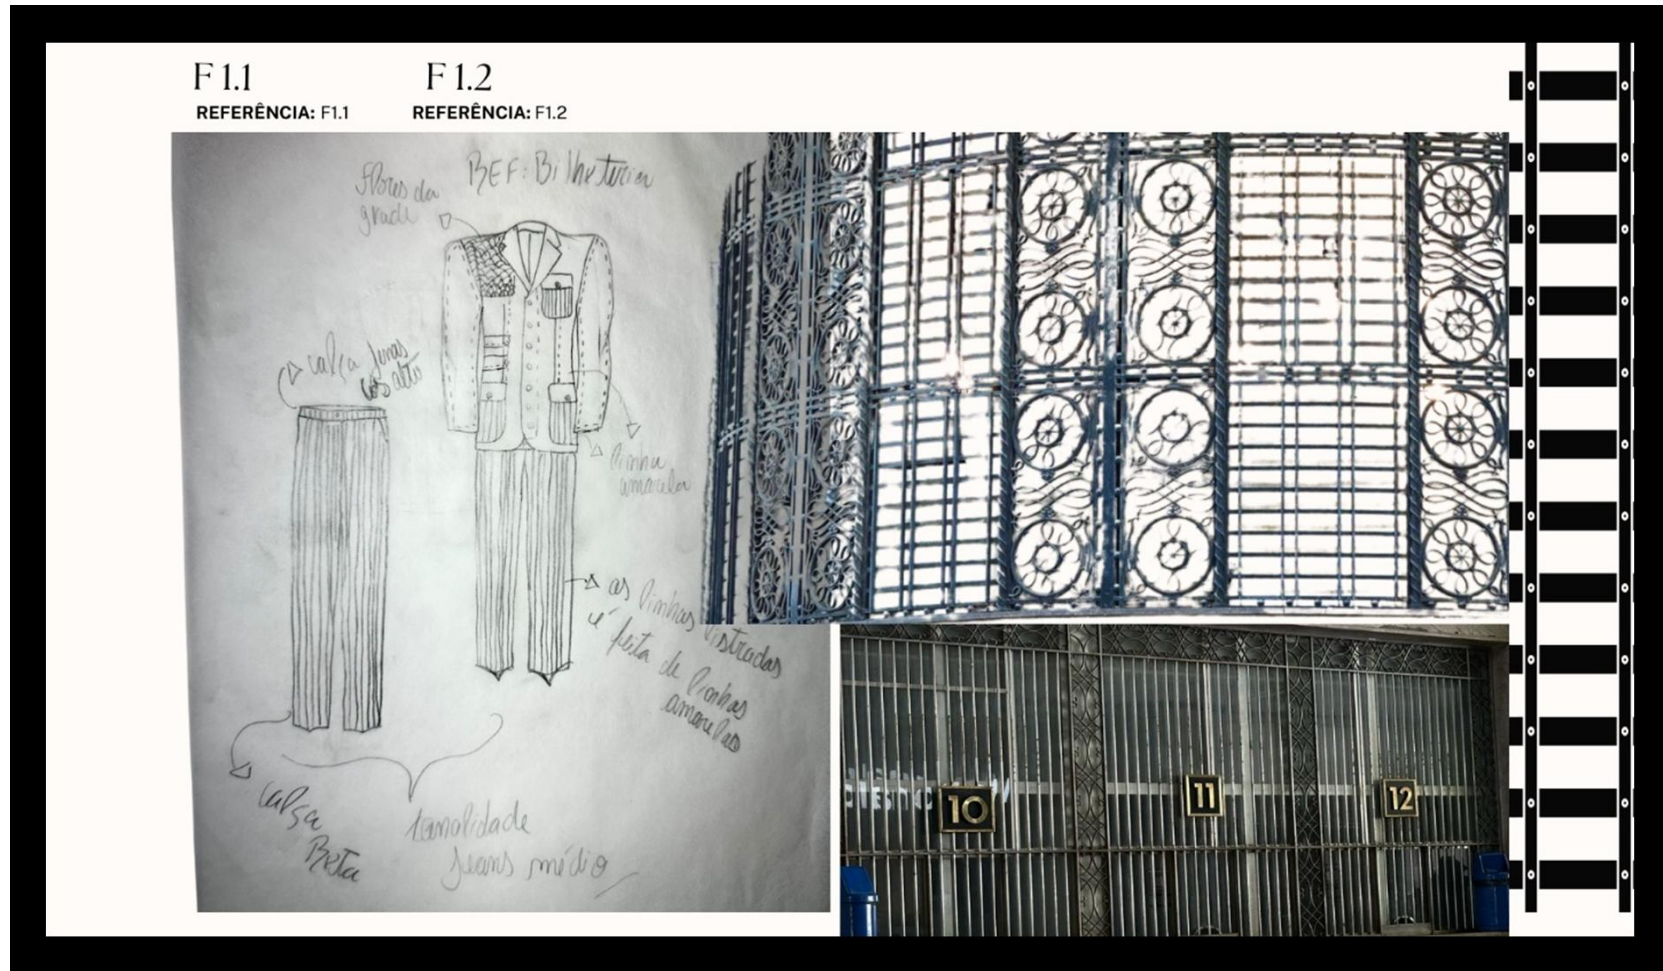 F 1.1
F 1.2
REFERÊNCIA: F1.1
REFERÊNCIA: F1.2
REF: Bilheteria
flores da
grade
calça jeans
cós alto
linha
amarela
as linhas listradas
é feita de linhas
amarelas
calça
Reta
tonalidade
jeans médio
10
11
12